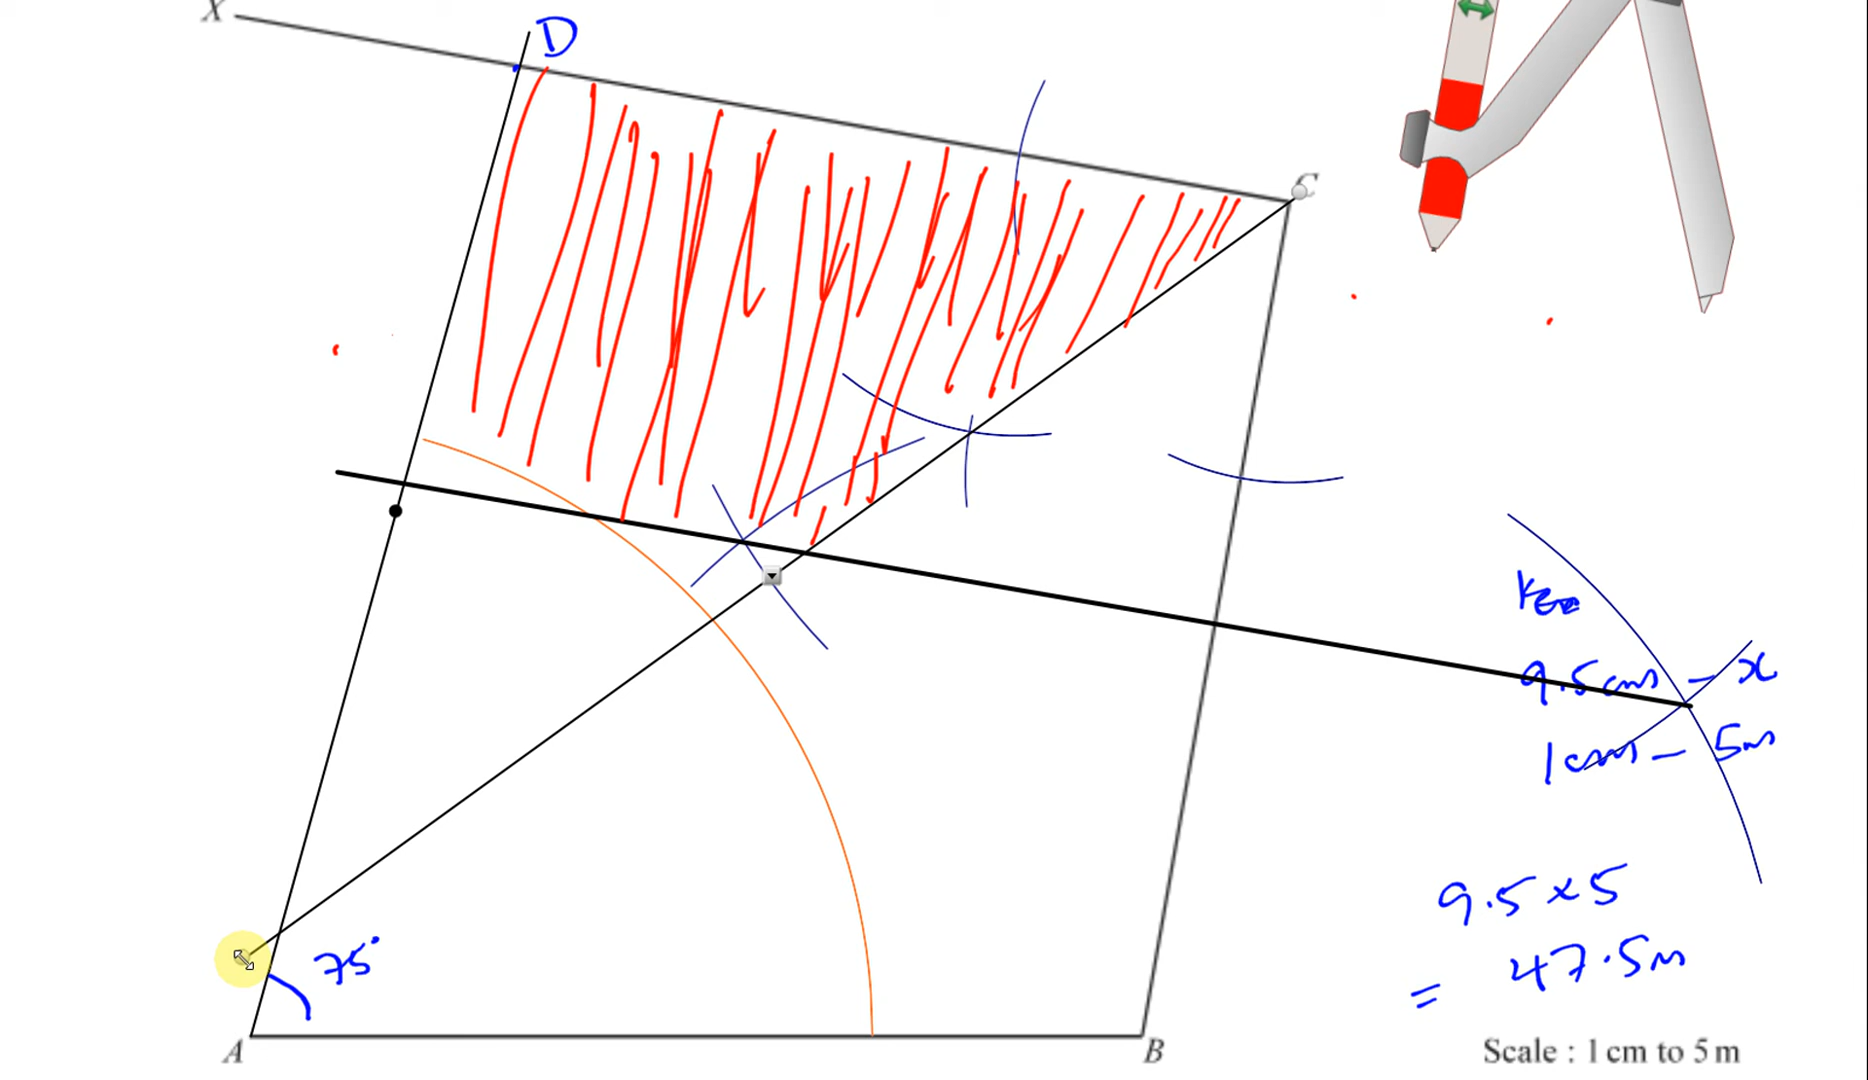 X
D
C
9.5cm - x
1cm - 5m
9.5 x 5
75°
= 47.5m
A
B
Scale : 1 cm to 5 m